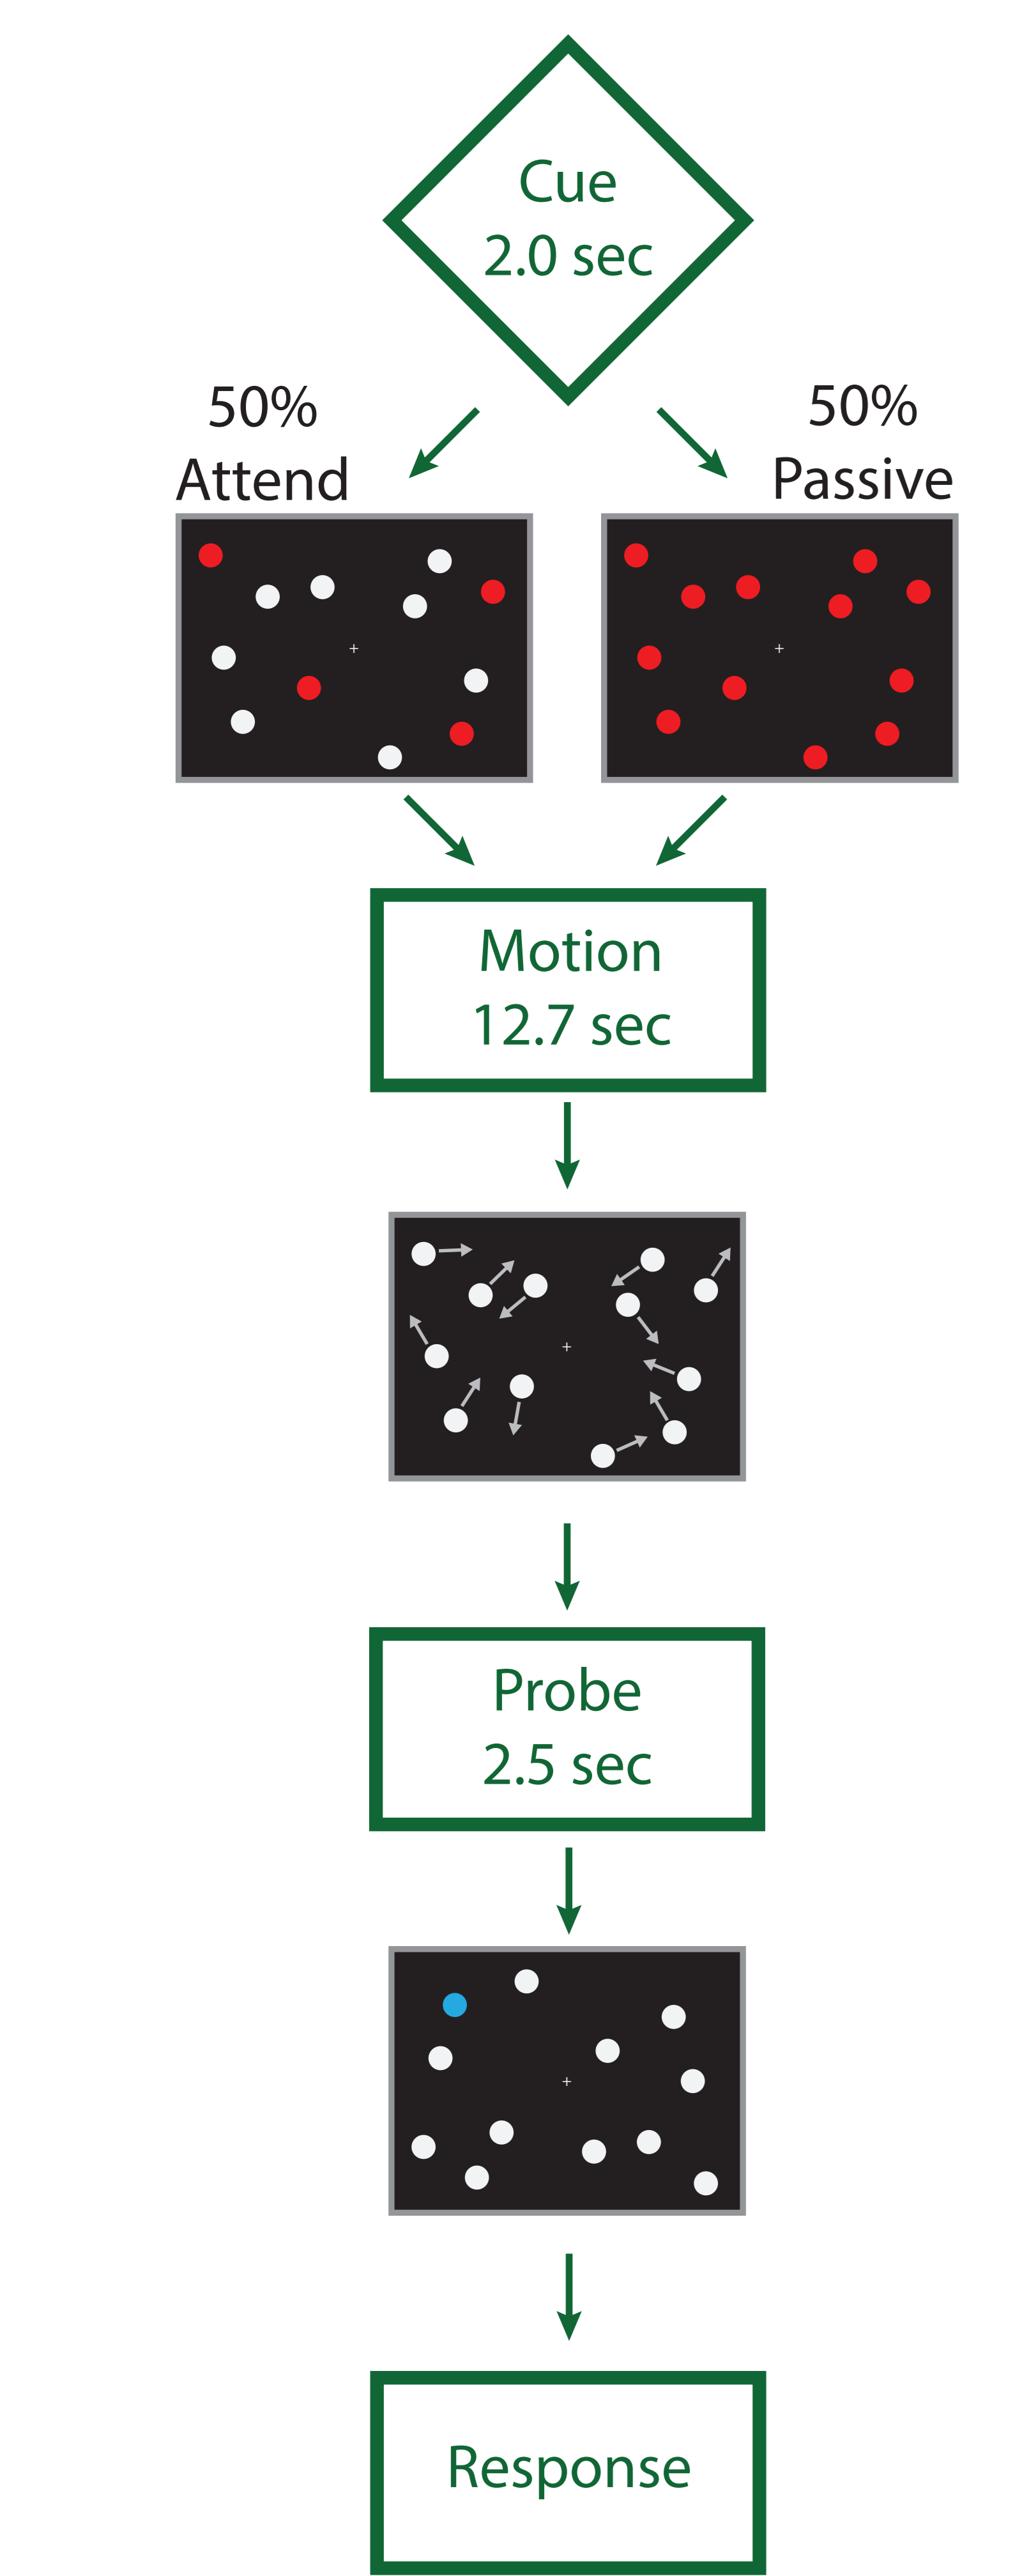 Cue
2.0 sec
50%
Attend
50%
Passive
Motion
12.7 sec
Probe
2.5 sec
Response